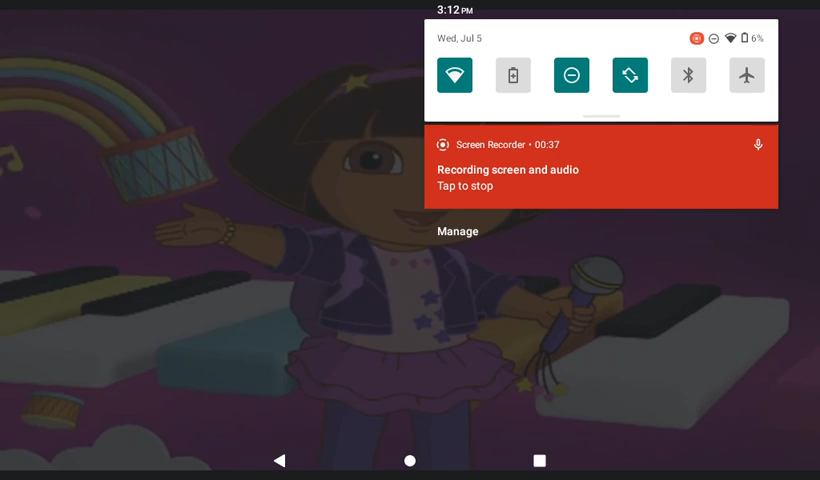 3:12 PM
Wed, Jul 5
6%
Screen Recorder • 00:37
Recording screen and audio
Tap to stop
Manage